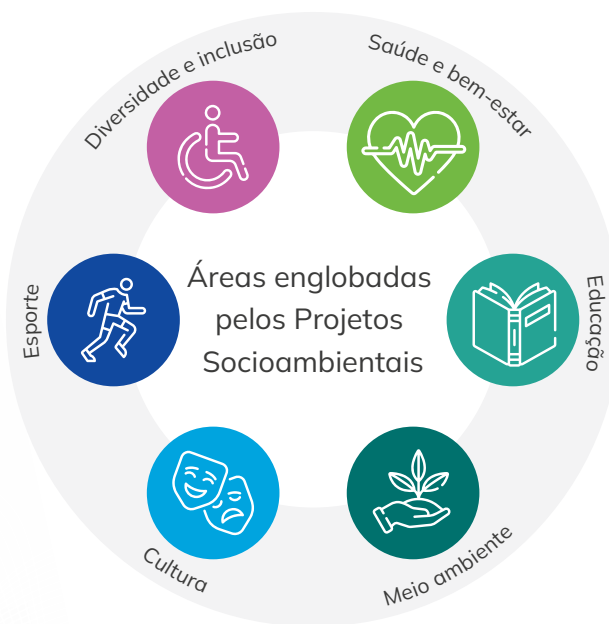 Diversidade e inclusão
Saúde e bem-estar
Esporte
Áreas englobadas
pelos Projetos
Socioambientais
Educação
Cultura
Meio ambiente